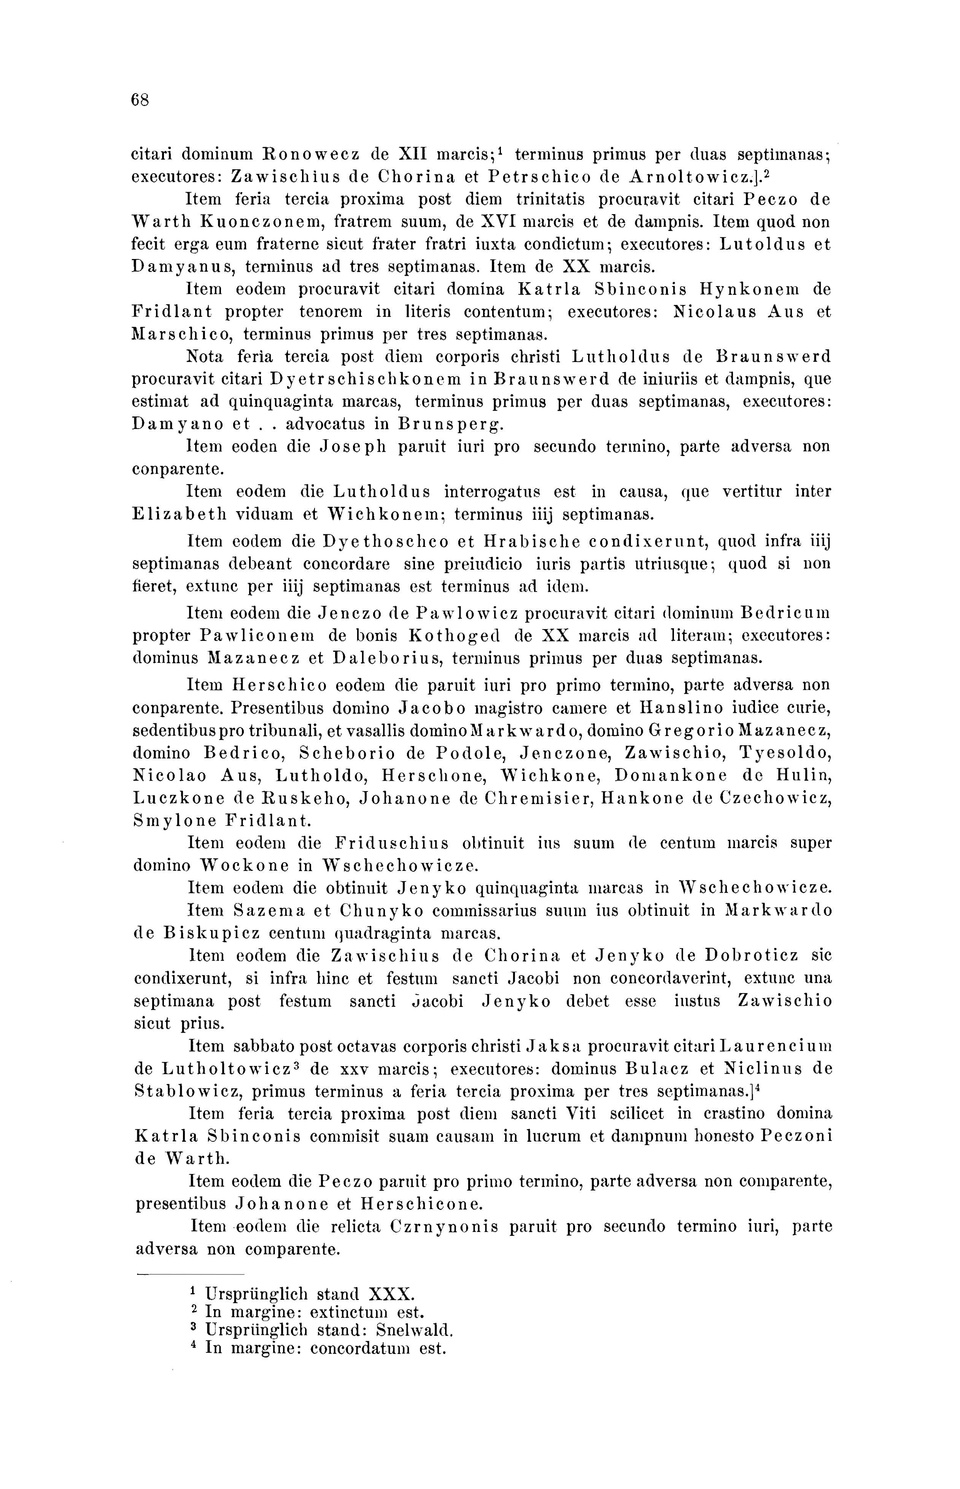 68
citari dominum Ronowecz de XII marcis;¹ terminus primus per duas septimanas;
executores: Zawischius de Chorina et Petrschico de Arnoltowicz.].²
Item feria tercia proxima post diem trinitatis procuravit citari Peczo de
Warth Kuonczonem, fratrem suum, de XVI marcis et de dampnis. Item quod non
fecit erga eum fraterne sicut frater fratri iuxta condictum; executores: Lutoldus et
Damyanus, terminus ad tres septimanas. Item de XX marcis.
Item eodem procuravit citari domina Katrla Sbinconis Hynkonem de
Fridlant propter tenorem in literis contentum; executores: Nicolaus Aus et
Marschico, terminus primus per tres septimanas.
Nota feria tercia post diem corporis christi Lutholdus de Braunswerd
procuravit citari Dyetrschischkonem in Braunswerd de iniuriis et dampnis, que
estimat ad quinquaginta marcas, terminus primus per duas septimanas, executores:
Damyano et . . advocatus in Brunsperg.
Item eoden die Joseph paruit iuri pro secundo termino, parte adversa non
conparente.
Item eodem die Lutholdus interrogatus est in causa, que vertitur inter
Elizabeth viduam et Wichkonem; terminus iiij septimanas.
Item eodem die Dyethoschco et Hrabische condixerunt, quod infra iiij
septimanas debeant concordare sine preiudicio iuris partis utriusque; quod si non
fieret, extunc per iiij septimanas est terminus ad idem.
Item eodem die Jenczo de Pawlowicz procuravit citari dominum Bedricum
propter Pawliconem de bonis Kothoged de XX marcis ad literam; executores:
dominus Mazanecz et Daleborius, terminus primus per duas septimanas.
Item Herschico eodem die paruit iuri pro primo termino, parte adversa non
conparente. Presentibus domino Jacobo magistro camere et Hanslino iudice curie,
sedentibus pro tribunali, et vasallis domino Markwardo, domino Gregorio Mazanecz,
domino Bedrico, Scheborio de Podole, Jenczone, Zawischio, Tyesoldo,
Nicolao Aus, Lutholdo, Herschone, Wichkone, Domankone de Hulin,
Luczkone de Ruskeho, Johanone de Chremisier, Hankone de Czechowicz,
Smylone Fridlant.
Item eodem die Friduschius obtinuit ius suum de centum marcis super
domino Wockone in Wschechowicze.
Item eodem die obtinuit Jenyko quinquaginta marcas in Wschechowicze.
Item Sazema et Chunyko commissarius suum ius obtinuit in Markwardo
de Biskupicz centum quadraginta marcas.
Item eodem die Zawischius de Chorina et Jenyko de Dobroticz sic
condixerunt, si infra hinc et festum sancti Jacobi non concordaverint, extunc una
septimana post festum sancti Jacobi Jenyko debet esse iustus Zawischio
sicut prius.
Item sabbato post octavas corporis christi Jaksa procuravit citari Laurencium
de Lutholtowicz³ de xxv marcis; executores: dominus Bulacz et Niclinus de
Stablowicz, primus terminus a feria tercia proxima per tres septimanas.]⁴
Item feria tercia proxima post diem sancti Viti scilicet in crastino domina
Katrla Sbinconis commisit suam causam in lucrum et dampnum honesto Peczoni
de Warth.
Item eodem die Peczo paruit pro primo termino, parte adversa non comparente,
presentibus Johanone et Herschicone.
Item eodem die relicta Czrnynonis paruit pro secundo termino iuri, parte
adversa non comparente.
¹ Ursprünglich stand XXX.
² In margine: extinctum est.
³ Ursprünglich stand: Snelwald.
⁴ In margine: concordatum est.